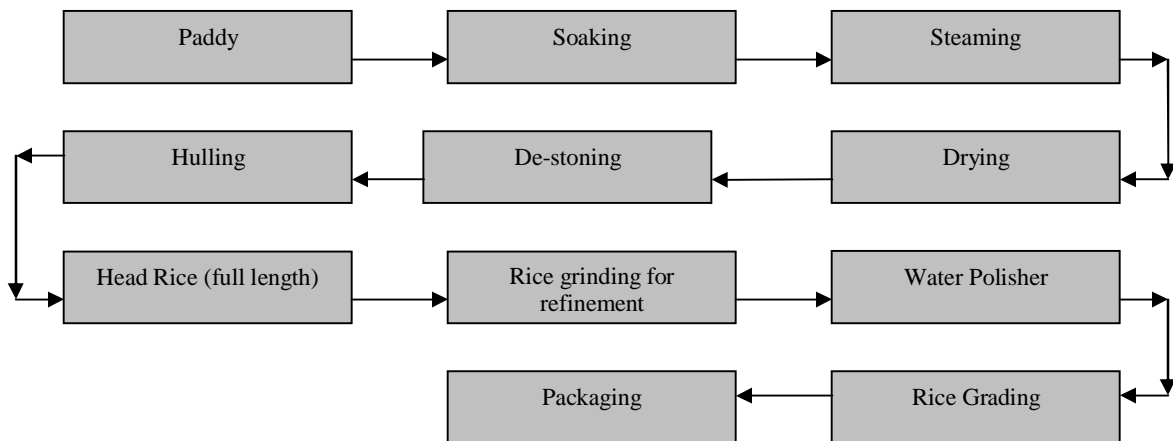 Paddy
Soaking
Steaming
Hulling
De-stoning
Drying
Head Rice (full length)
Rice grinding for
refinement
Water Polisher
Packaging
Rice Grading